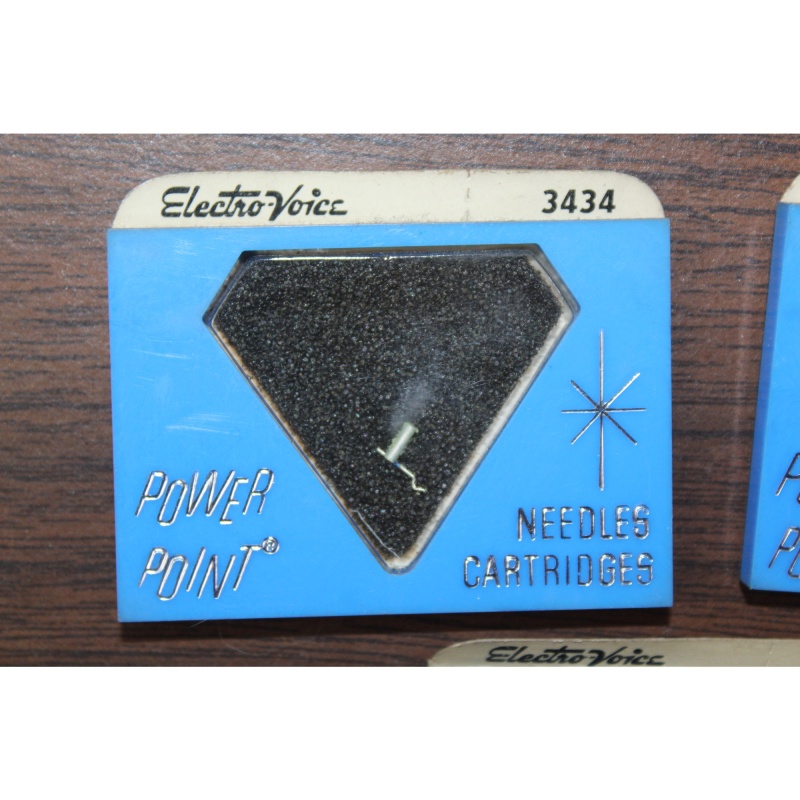 Electro-Voice 3434
POWER
POINT®
NEEDLES
CARTRIDGES
Electro-Voice